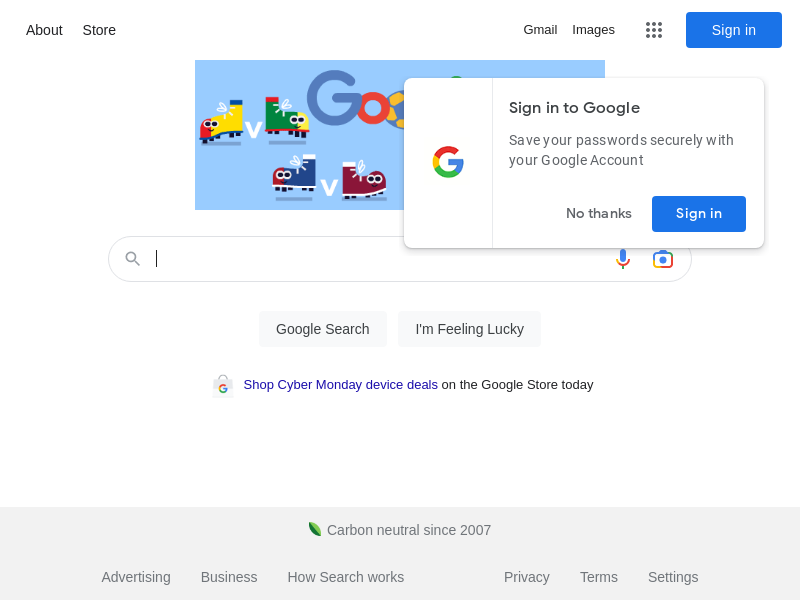 About Store Gmail Images Sign in
Sign in to Google
Save your passwords securely with
your Google Account
No thanks Sign in
V
V
Google Search I'm Feeling Lucky
Shop Cyber Monday device deals on the Google Store today
Carbon neutral since 2007
Advertising Business How Search works Privacy Terms Settings